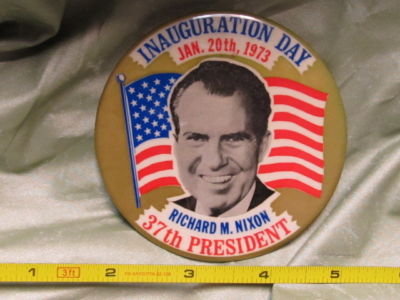 INAUGURATION DAY
JAN. 20th, 1973
RICHARD M. NIXON
37th PRESIDENT
1 3ft 2 3 4 5